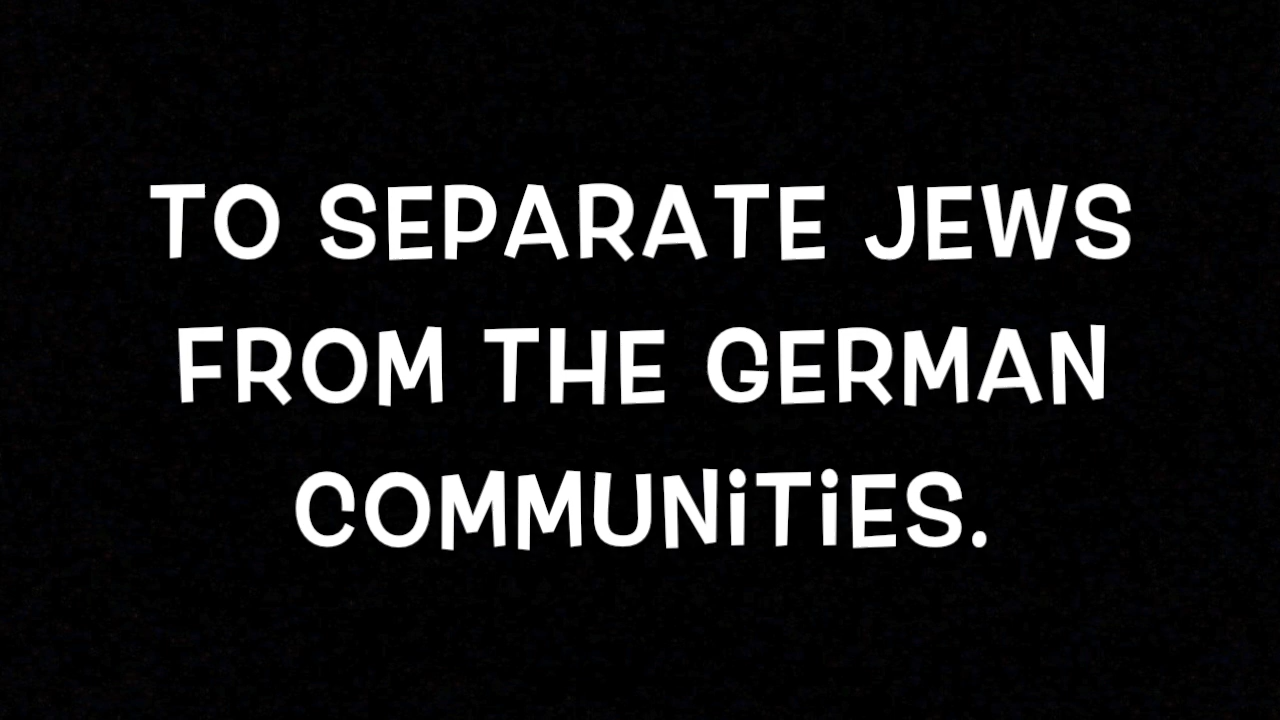 TO SEPARATE JEWS
FROM THE GERMAN
COMMUNiTiES.